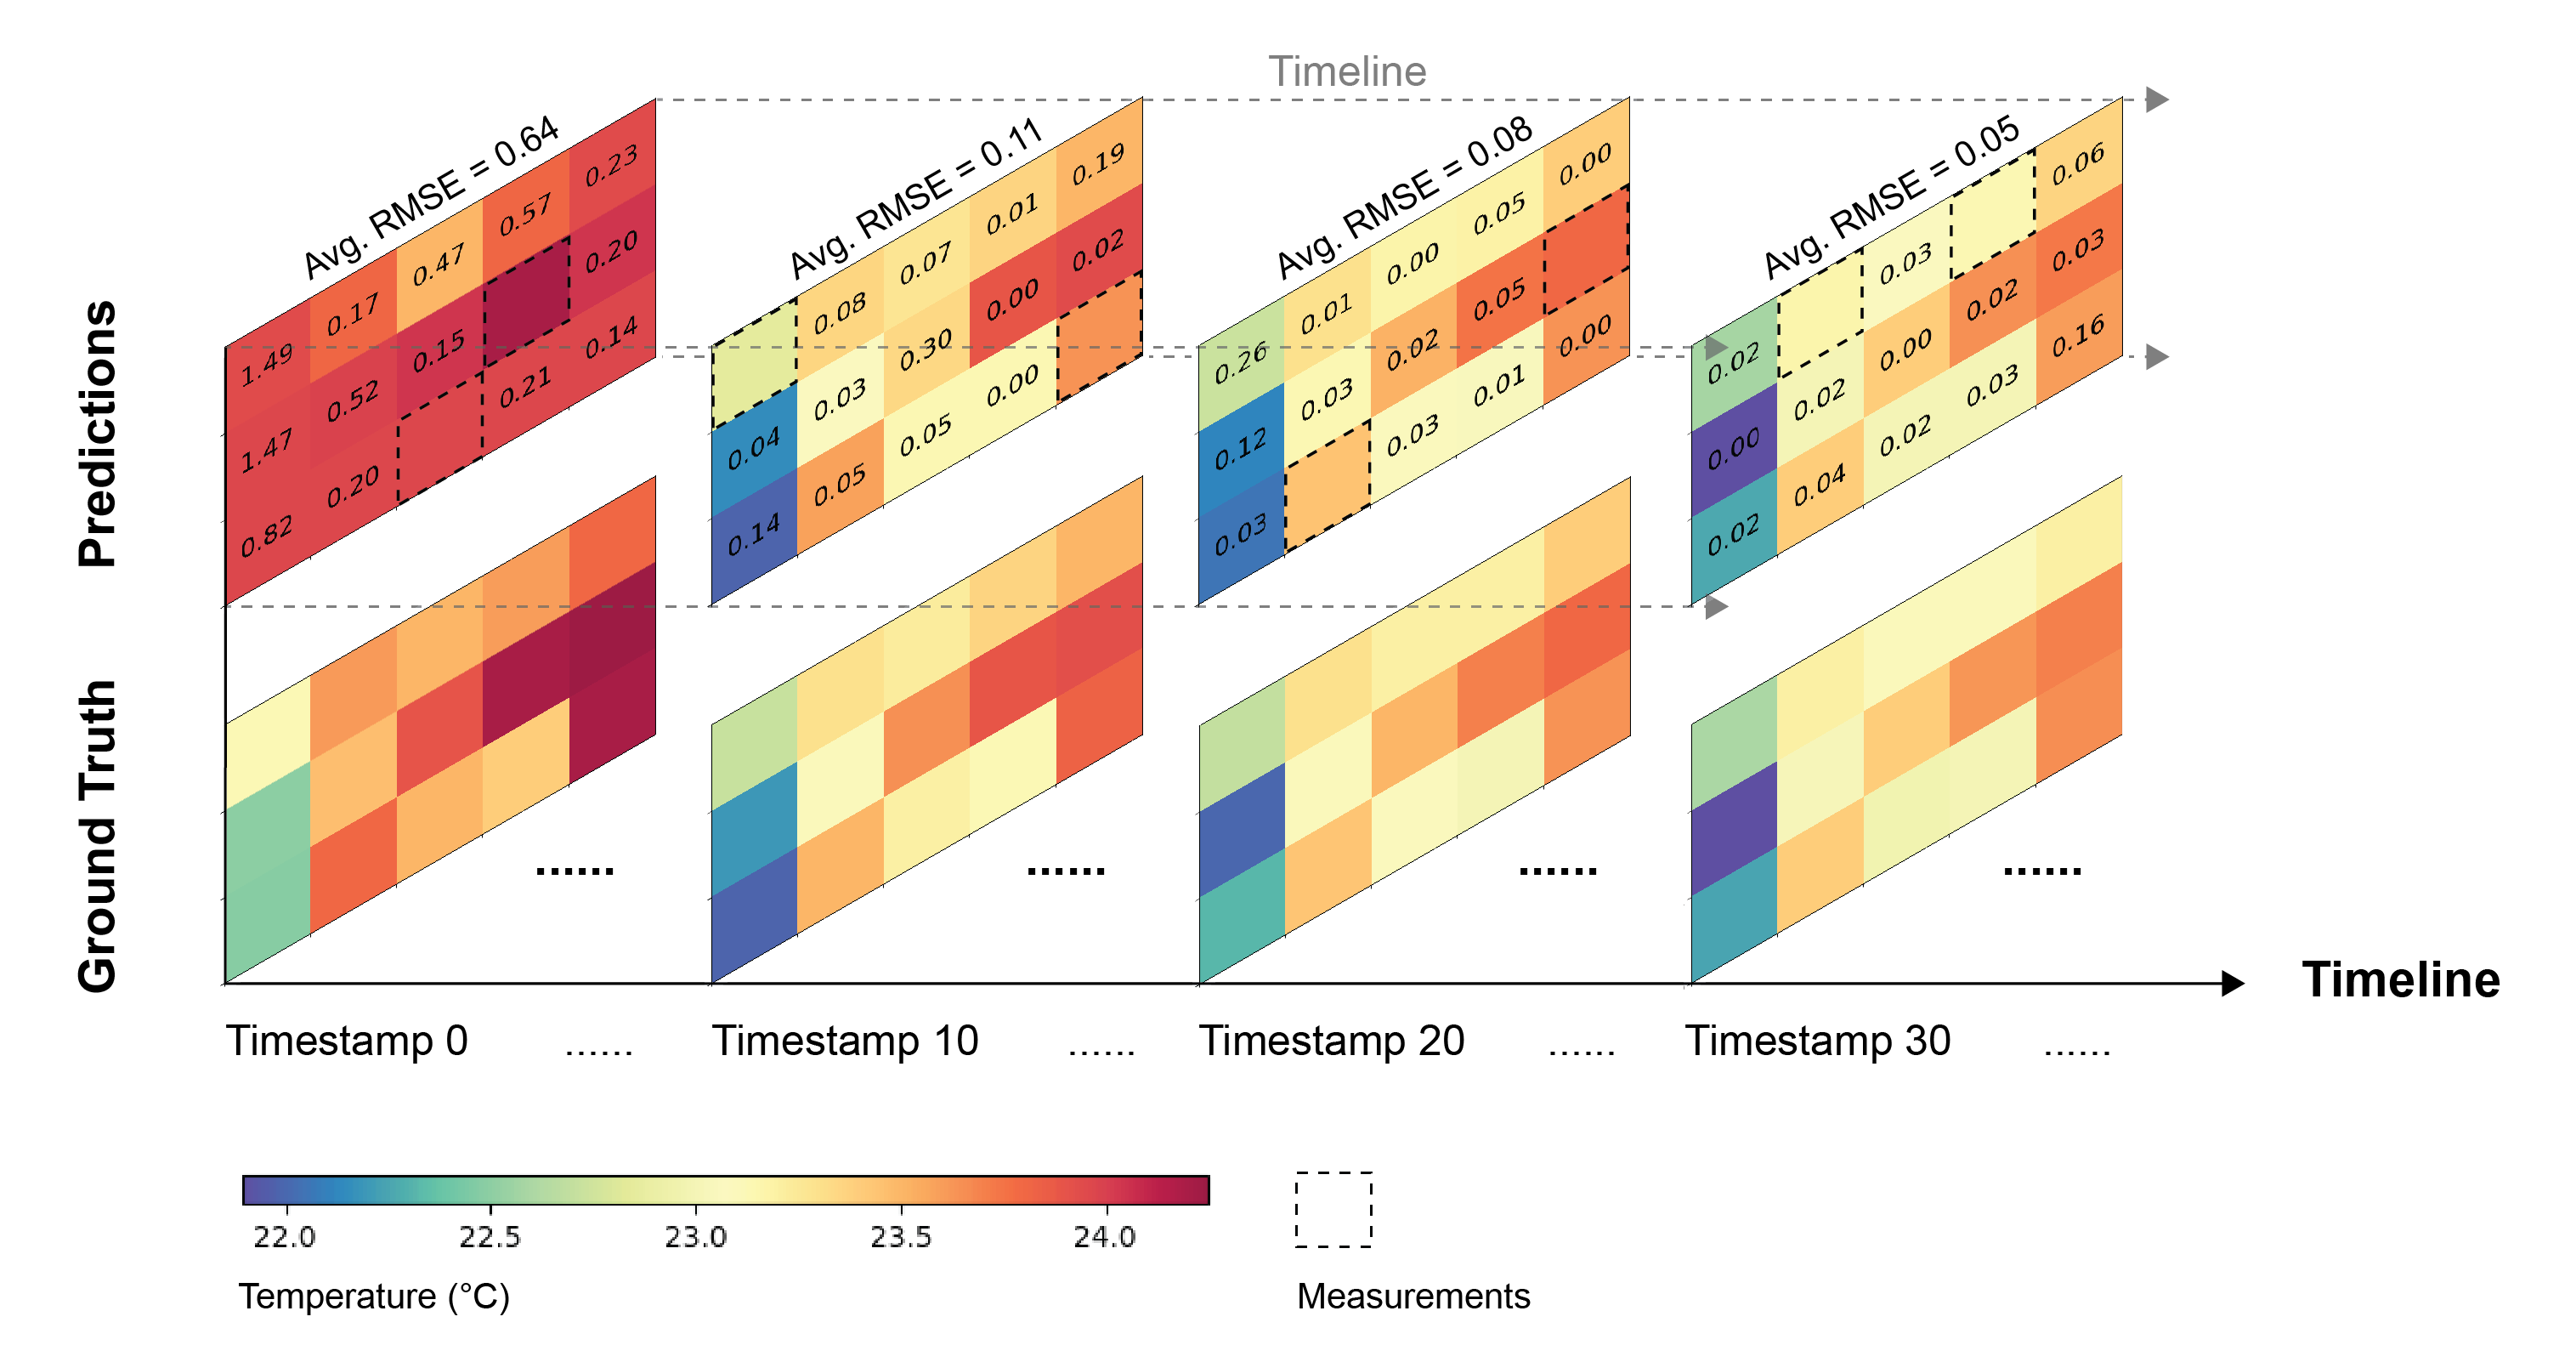 Timeline
Predictions
Avg. RMSE = 0.64
1.49 0.17 0.47 0.57 0.23
1.47 0.52 0.15 0.20
0.82 0.20 0.21 0.14
Avg. RMSE = 0.11
0.08 0.07 0.01 0.19
0.04 0.03 0.30 0.00 0.02
0.14 0.05 0.05 0.00
Avg. RMSE = 0.08
0.26 0.01 0.00 0.05 0.00
0.12 0.03 0.02 0.05
0.03 0.03 0.01 0.00
Avg. RMSE = 0.05
0.02 0.03 0.06
0.00 0.02 0.00 0.02 0.03
0.02 0.04 0.02 0.03 0.16
Ground Truth
...... ...... ...... ......
Timeline
Timestamp 0 ...... Timestamp 10 ...... Timestamp 20 ...... Timestamp 30 ......
22.0 22.5 23.0 23.5 24.0
Temperature (°C)
Measurements